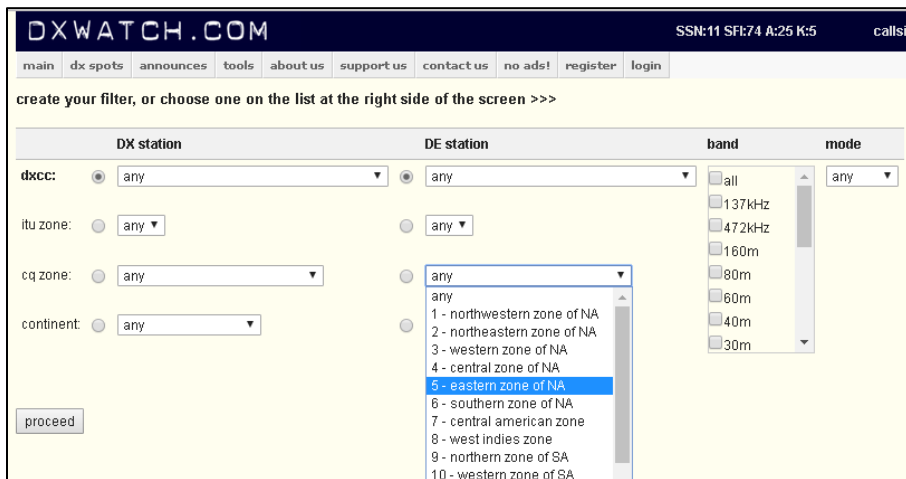 DXWATCH.COM SSN:11 SFI:74 A:25 K:5 callsi
main dx spots announces tools about us support us contact us no ads! register login
create your filter, or choose one on the list at the right side of the screen >>>
DX station DE station band mode
dxcc: any any all any
137kHz
itu zone: any any 472kHz
160m
cq zone: any any 80m
any 60m
1 - northwestern zone of NA
continent: any 2 - northeastern zone of NA 40m
3 - western zone of NA 30m
4 - central zone of NA
5 - eastern zone of NA
6 - southern zone of NA
proceed 7 - central american zone
8 - west indies zone
9 - northern zone of SA
10 - western zone of SA